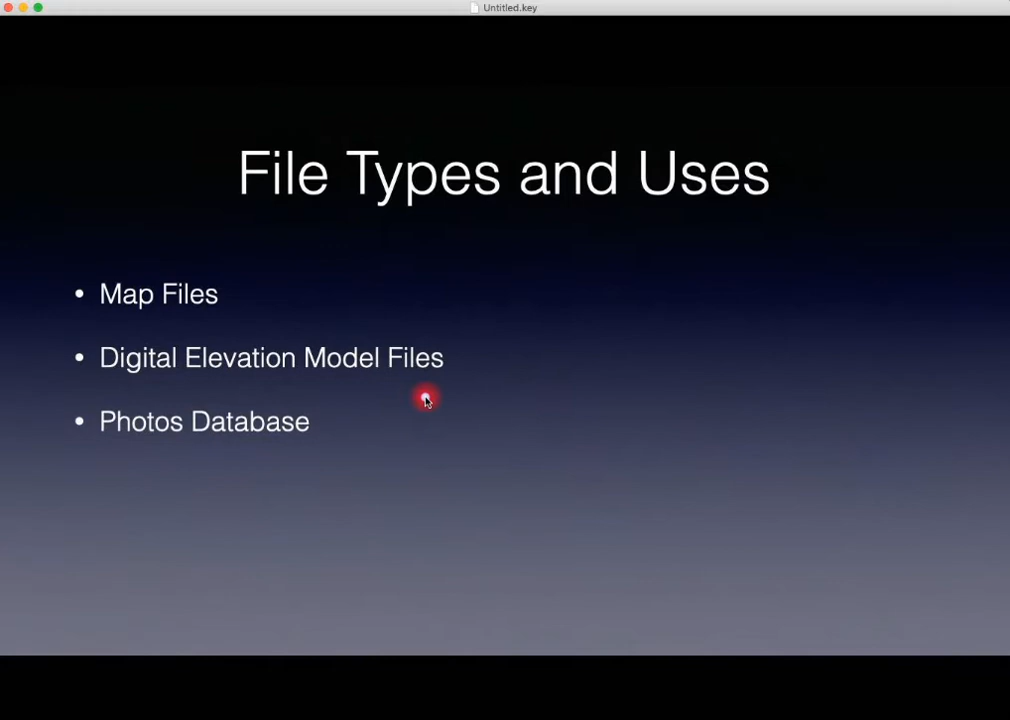 Untitled.key
File Types and Uses
• Map Files
• Digital Elevation Model Files
• Photos Database